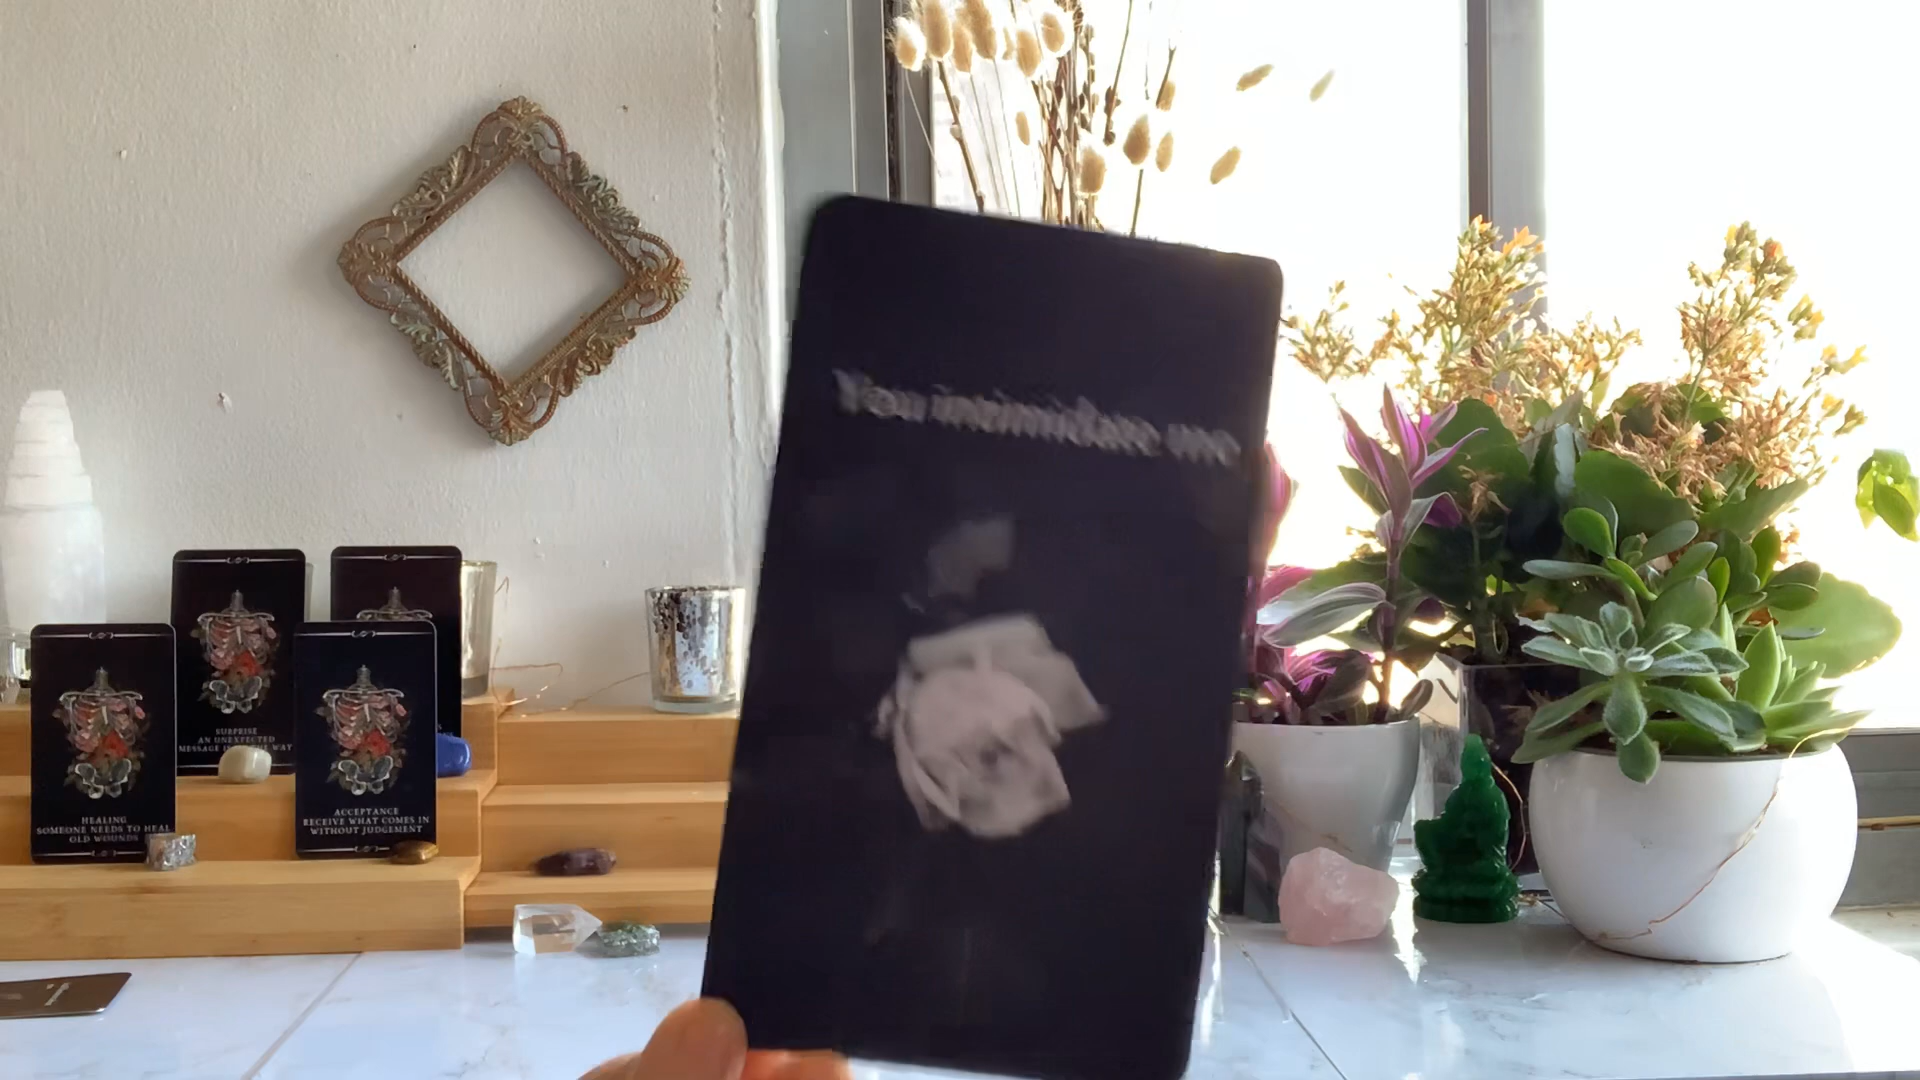 You intimidate me
SURPRISE
AN UNEXPECTED
MESSAGE WAY
HEALING
SOMEONE NEEDS TO HEAL
OLD WOUNDS
ACCEPTANCE
RECEIVE WHAT COMES IN
WITHOUT JUDGEMENT